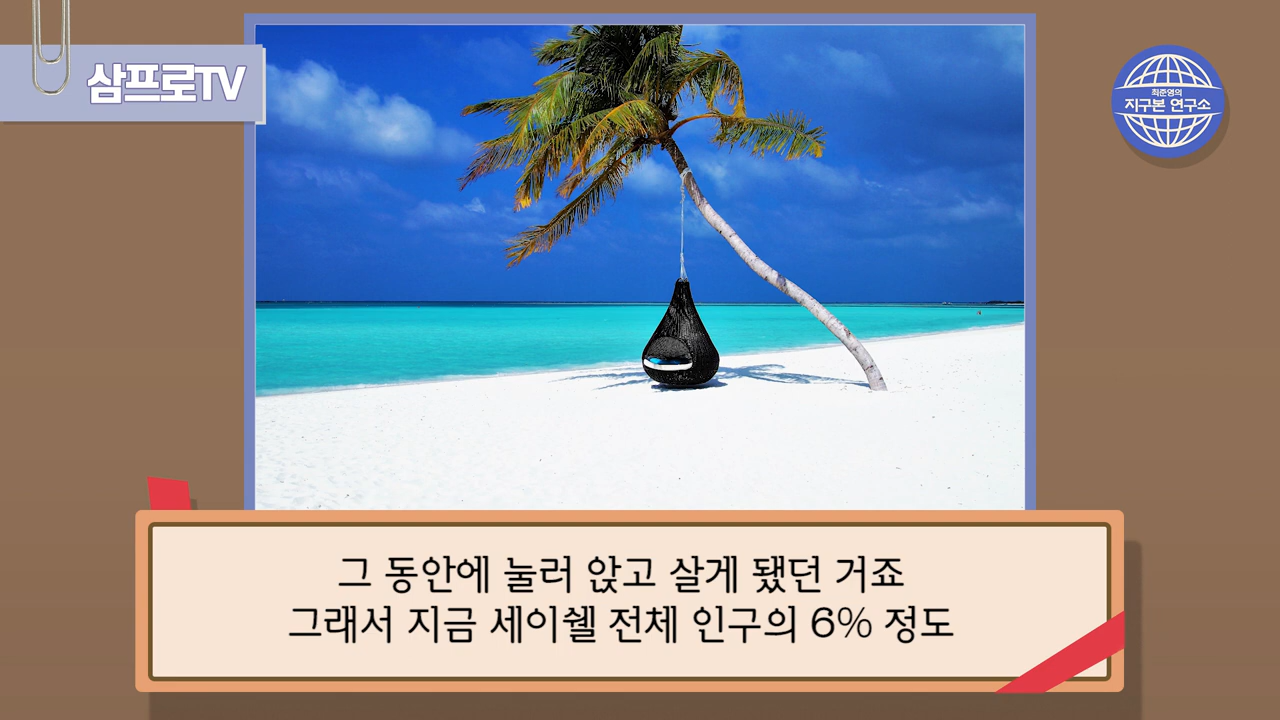 삼프로TV
최준영의
지구본 연구소
그 동안에 눌러 앉고 살게 됐던 거죠
그래서 지금 세이쉘 전체 인구의 6% 정도